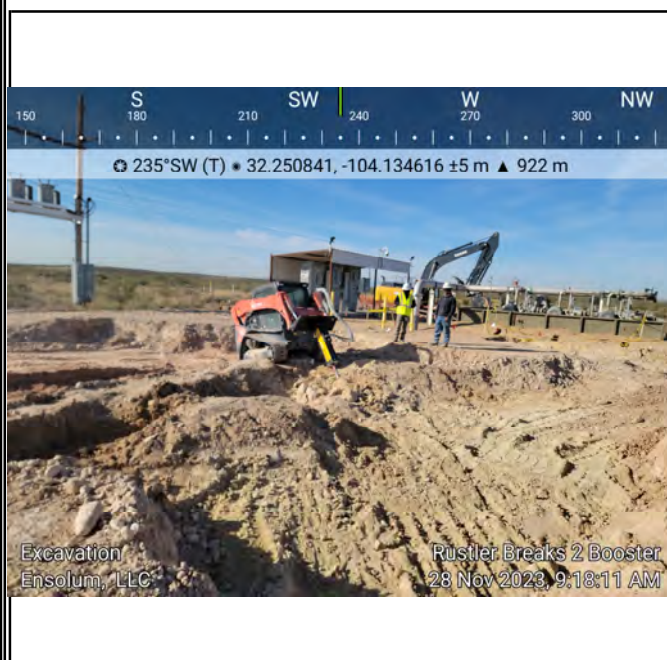 S SW W NW
150 180 210 240 270 300
235°SW (T) ● 32.250841, -104.134616 ±5 m ▲ 922 m
Excavation
Ensolum, LLC
Rustler Breaks 2 Booster
28 Nov 2023, 9:18:11 AM